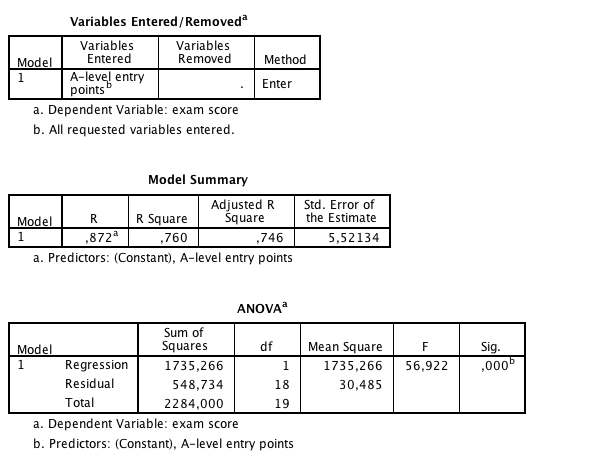 Variables Entered/Removedª
Model Variables Entered Variables Removed Method
1 A-level entry pointsᵇ . Enter
a. Dependent Variable: exam score
b. All requested variables entered.
Model Summary
Model R R Square Adjusted R Square Std. Error of the Estimate
1 ,872ª ,760 ,746 5,52134
a. Predictors: (Constant), A-level entry points
ANOVAª
Model Sum of Squares df Mean Square F Sig.
1 Regression 1735,266 1 1735,266 56,922 ,000ᵇ
Residual 548,734 18 30,485
Total 2284,000 19
a. Dependent Variable: exam score
b. Predictors: (Constant), A-level entry points